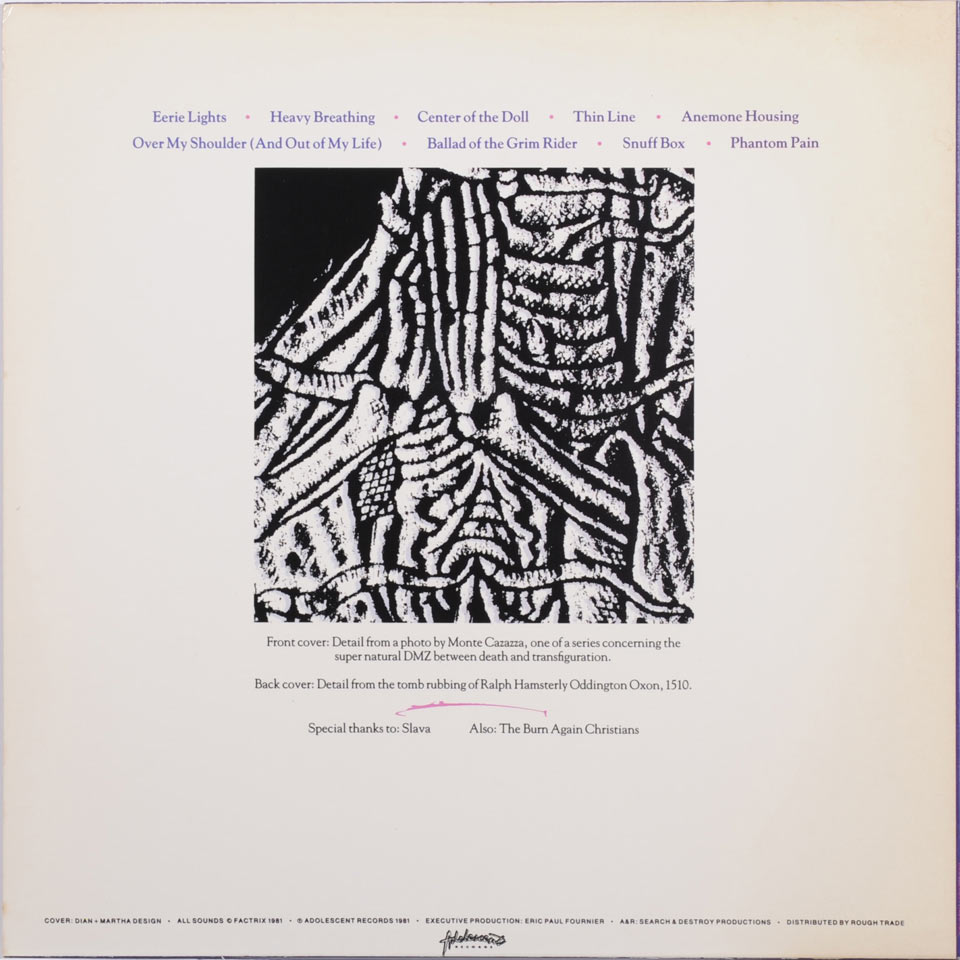 Eerie Lights • Heavy Breathing • Center of the Doll • Thin Line • Anemone Housing
Over My Shoulder (And Out of My Life) • Ballad of the Grim Rider • Snuff Box • Phantom Pain
Front cover: Detail from a photo by Monte Cazazza, one of a series concerning the
super natural DMZ between death and transfiguration.
Back cover: Detail from the tomb rubbing of Ralph Hamsterly Oddington Oxon, 1510.
Special thanks to: Slava Also: The Burn Again Christians
COVER: DIAN + MARTHA DESIGN • ALL SOUNDS © FACTRIX 1981 • ℗ ADOLESCENT RECORDS 1981 • EXECUTIVE PRODUCTION: ERIC PAUL FOURNIER • A&R: SEARCH & DESTROY PRODUCTIONS • DISTRIBUTED BY ROUGH TRADE
Adolescent
RECORDS